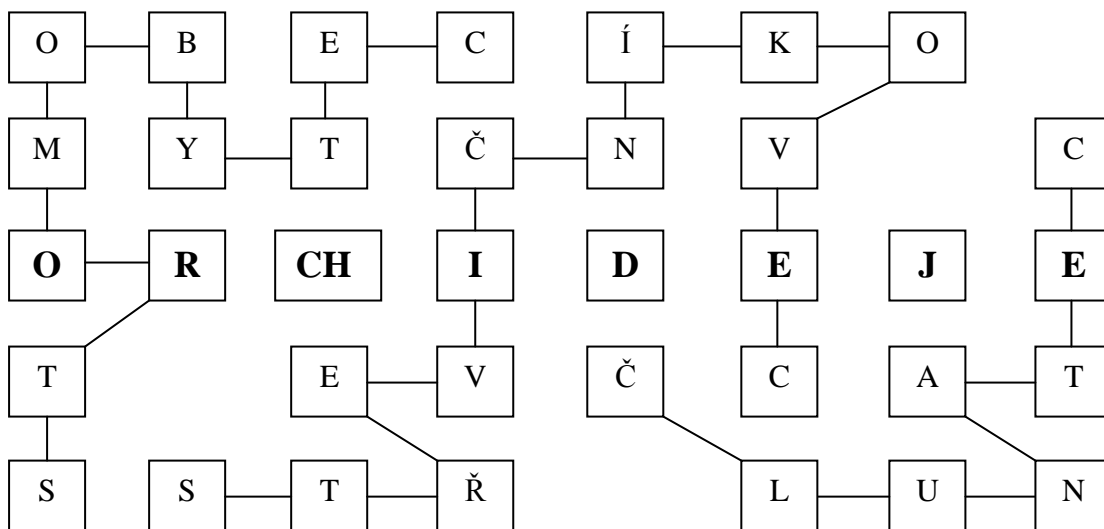 O B E C Í K O
M Y T Č N V C
O R CH I D E J E
T E V Č C A T
S S T Ř L U N